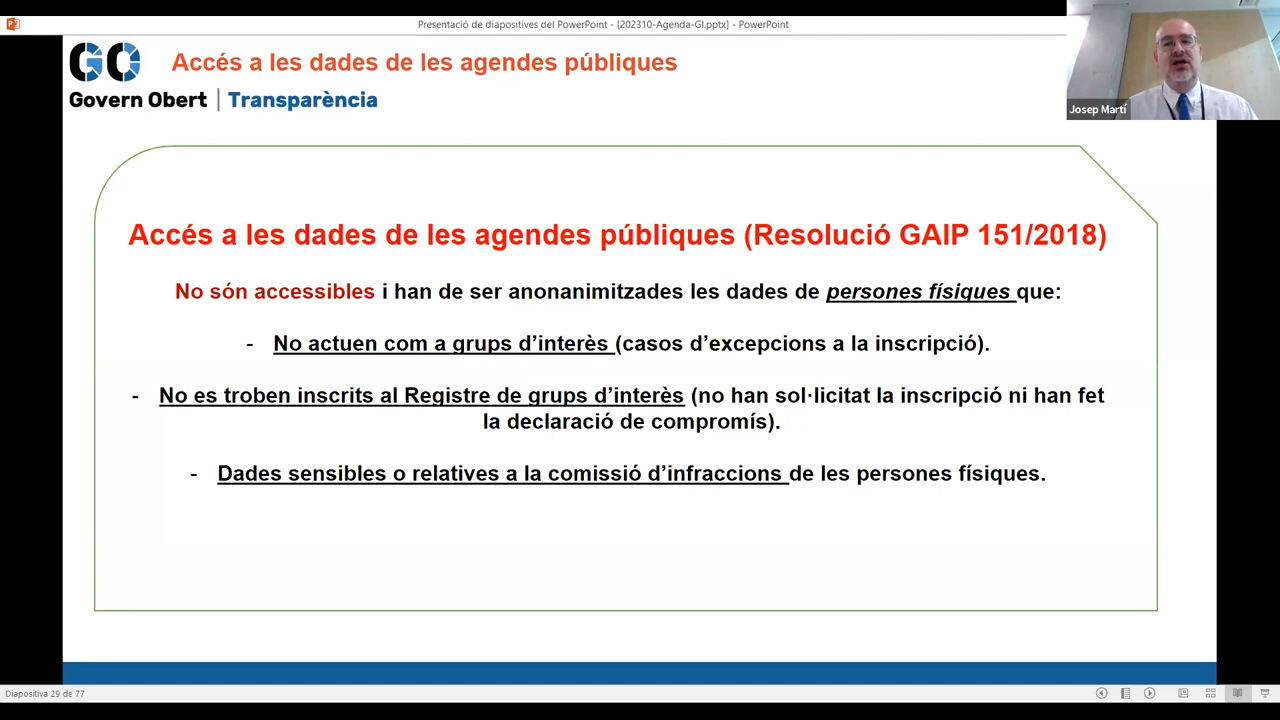 Presentació de diapositives del PowerPoint - [202310-Agenda-GI.pptx] - PowerPoint
GO
Accés a les dades de les agendes públiques
Govern Obert | Transparència
Josep Martí
Accés a les dades de les agendes públiques (Resolució GAIP 151/2018)
No són accessibles i han de ser anonanimitzades les dades de persones físiques que:
- No actuen com a grups d’interès (casos d’excepcions a la inscripció).
- No es troben inscrits al Registre de grups d’interès (no han sol·licitat la inscripció ni han fet
la declaració de compromís).
- Dades sensibles o relatives a la comissió d’infraccions de les persones físiques.
Diapositiva 29 de 77